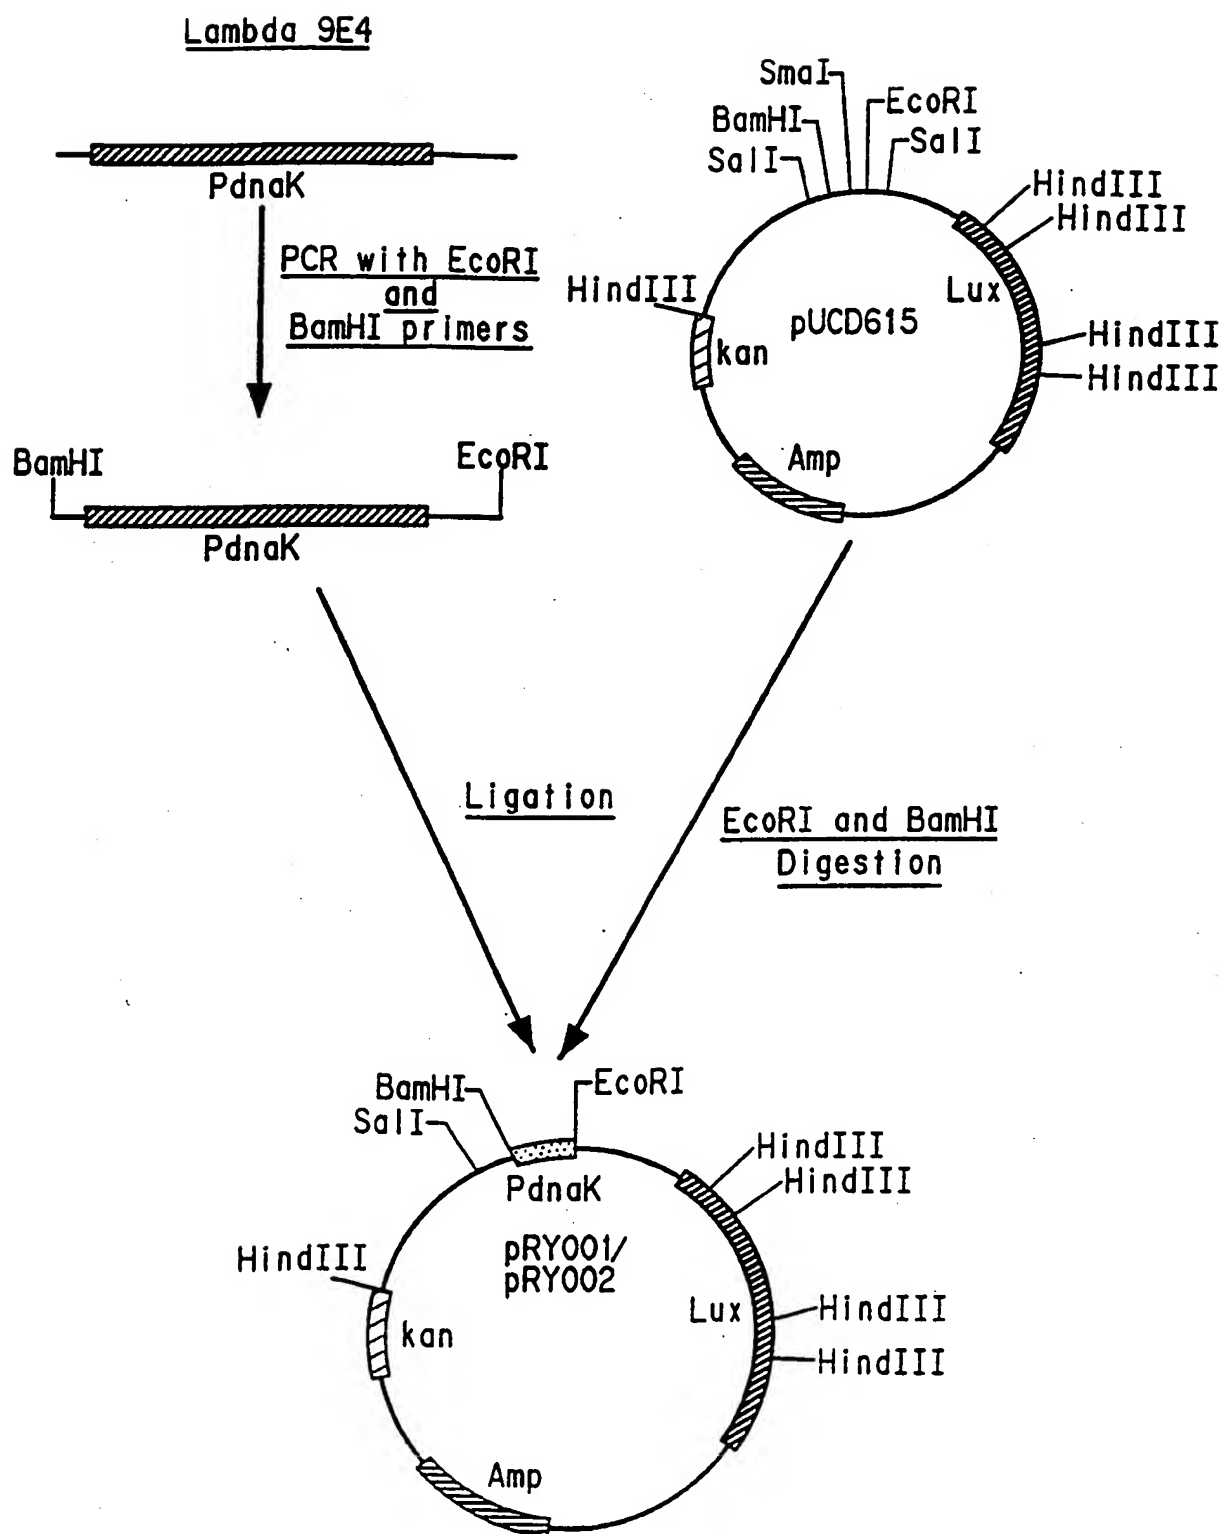 Lambda 9E4
PdnaK
PCR with EcoRI
and
BamHI primers
BamHI
EcoRI
PdnaK
SmaI
EcoRI
BamHI
SalI
SalI
HindIII
HindIII
HindIII
Lux
pUCD615
kan
HindIII
HindIII
Amp
Ligation
EcoRI and BamHI
Digestion
BamHI
EcoRI
SalI
HindIII
HindIII
PdnaK
pRY001/
pRY002
HindIII
Lux
HindIII
kan
HindIII
Amp